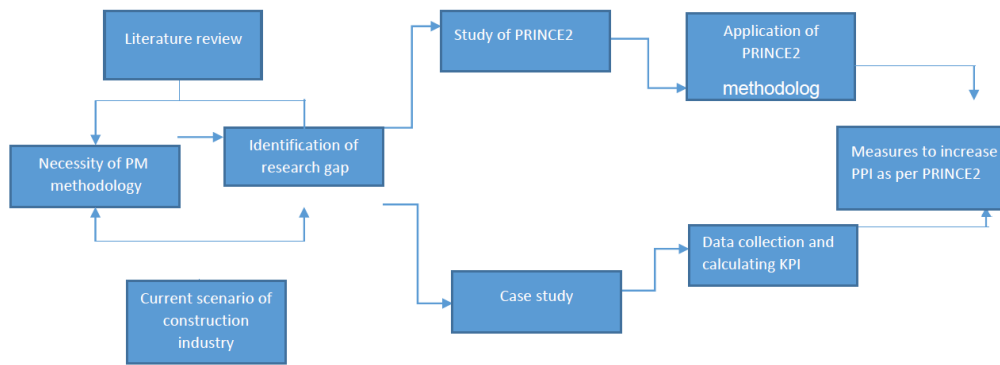 Literature review
Necessity of PM
methodology
Identification of
research gap
Current scenario of
construction
industry
Study of PRINCE2
Case study
Application of
PRINCE2
methodolog
Data collection and
calculating KPI
Measures to increase
PPI as per PRINCE2